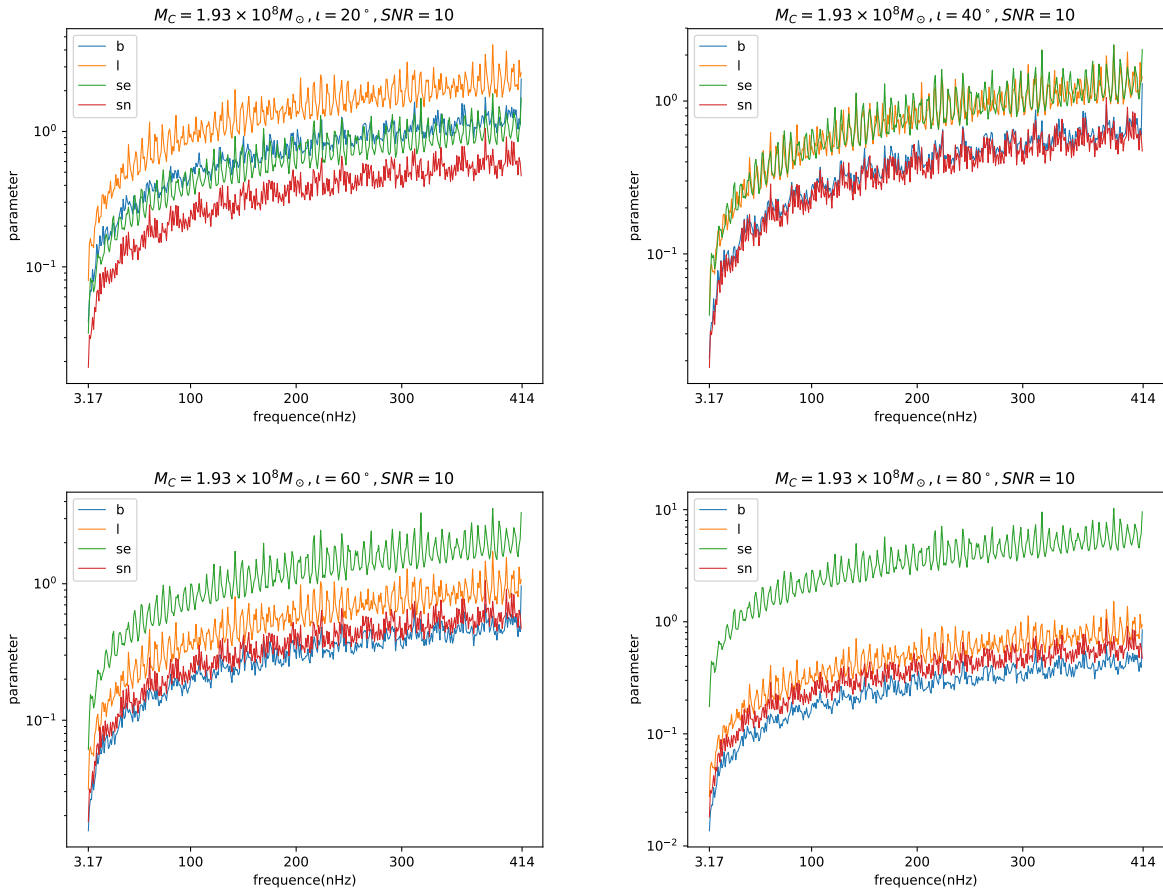 M_C = 1.93 × 10^8 M_⊙, ι = 20°, SNR = 10
b
l
se
sn
10^0
10^−1
parameter
3.17 100 200 300 414
frequence(nHz)
M_C = 1.93 × 10^8 M_⊙, ι = 40°, SNR = 10
b
l
se
sn
10^0
10^−1
parameter
3.17 100 200 300 414
frequence(nHz)
M_C = 1.93 × 10^8 M_⊙, ι = 60°, SNR = 10
b
l
se
sn
10^0
10^−1
parameter
3.17 100 200 300 414
frequence(nHz)
M_C = 1.93 × 10^8 M_⊙, ι = 80°, SNR = 10
10^1
b
l
se
sn
10^0
10^−1
10^−2
parameter
3.17 100 200 300 414
frequence(nHz)